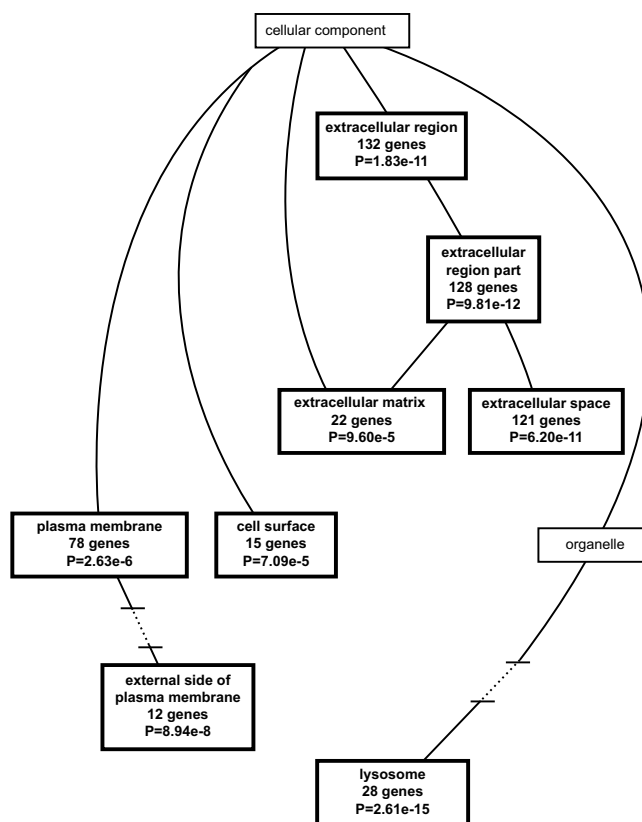 cellular component
extracellular region
132 genes
P=1.83e-11
extracellular
region part
128 genes
P=9.81e-12
extracellular matrix
22 genes
P=9.60e-5
extracellular space
121 genes
P=6.20e-11
plasma membrane
78 genes
P=2.63e-6
cell surface
15 genes
P=7.09e-5
organelle
external side of
plasma membrane
12 genes
P=8.94e-8
lysosome
28 genes
P=2.61e-15